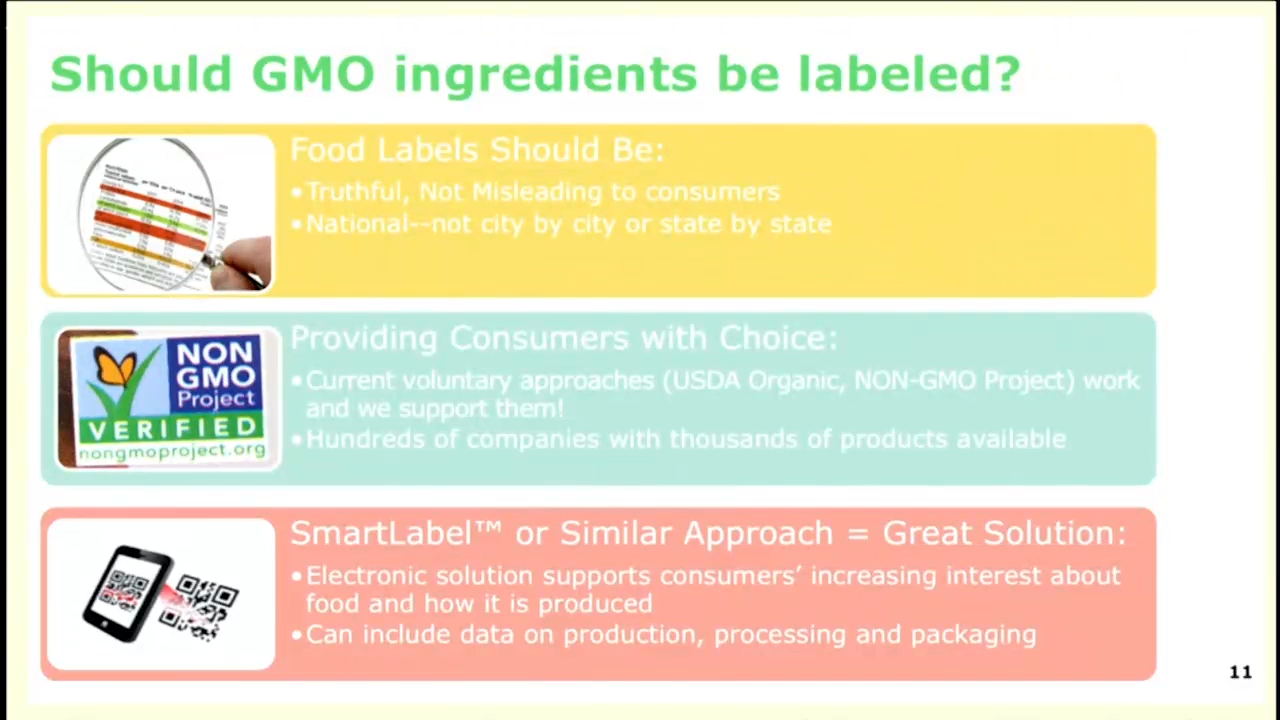 Should GMO ingredients be labeled?
Food Labels Should Be:
•Truthful, Not Misleading to consumers
•National--not city by city or state by state
NON
GMO
Project
VERIFIED
nongmoproject.org
Providing Consumers with Choice:
•Current voluntary approaches (USDA Organic, NON-GMO Project) work
and we support them!
•Hundreds of companies with thousands of products available
SmartLabel™ or Similar Approach = Great Solution:
•Electronic solution supports consumers’ increasing interest about
food and how it is produced
•Can include data on production, processing and packaging
11